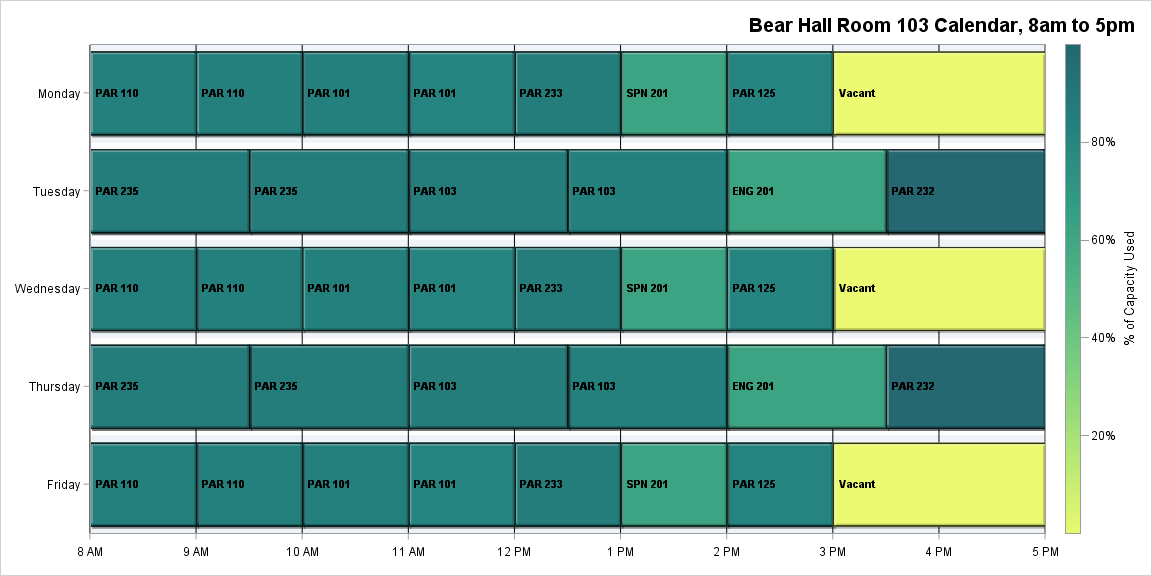 Bear Hall Room 103 Calendar, 8am to 5pm
Monday
PAR 110
PAR 110
PAR 101
PAR 101
PAR 233
SPN 201
PAR 125
Vacant
Tuesday
PAR 235
PAR 235
PAR 103
PAR 103
ENG 201
PAR 232
Wednesday
PAR 110
PAR 110
PAR 101
PAR 101
PAR 233
SPN 201
PAR 125
Vacant
Thursday
PAR 235
PAR 235
PAR 103
PAR 103
ENG 201
PAR 232
Friday
PAR 110
PAR 110
PAR 101
PAR 101
PAR 233
SPN 201
PAR 125
Vacant
8 AM
9 AM
10 AM
11 AM
12 PM
1 PM
2 PM
3 PM
4 PM
5 PM
80%
60%
40%
20%
% of Capacity Used